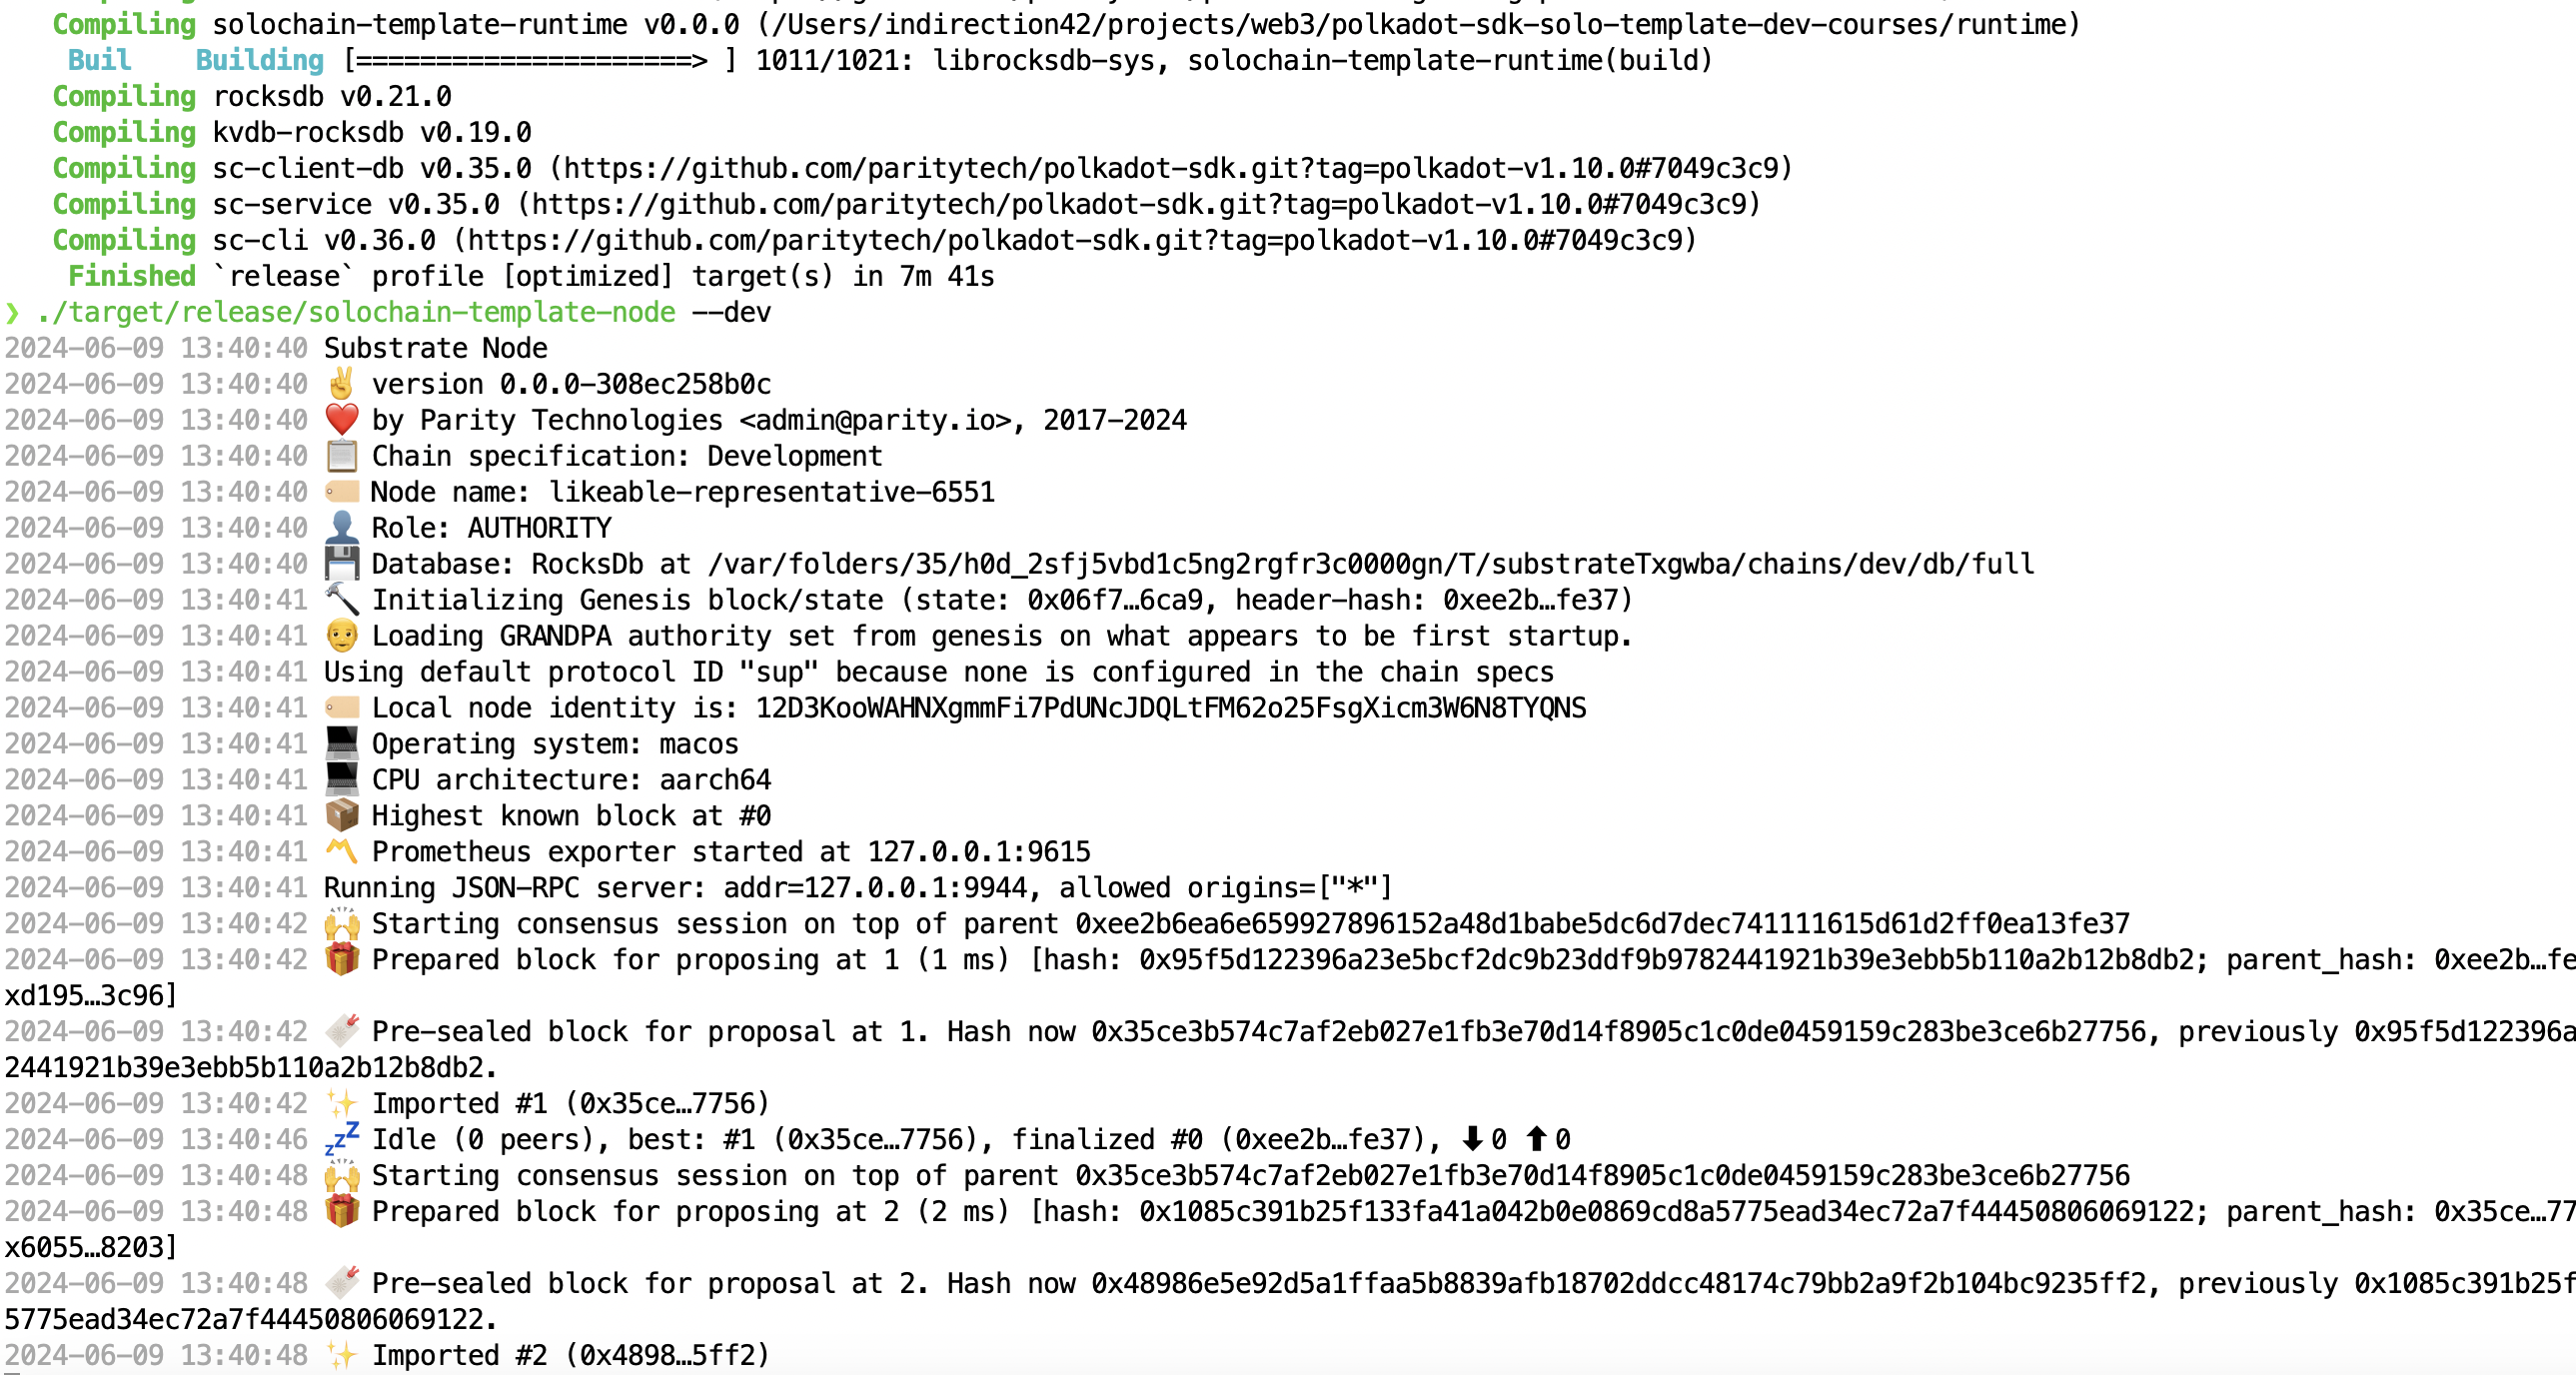 Compiling solochain-template-runtime v0.0.0 (/Users/indirection42/projects/web3/polkadot-sdk-solo-template-dev-courses/runtime)
Buil    Building [=====================> ] 1011/1021: librocksdb-sys, solochain-template-runtime(build)
Compiling rocksdb v0.21.0
Compiling kvdb-rocksdb v0.19.0
Compiling sc-client-db v0.35.0 (https://github.com/paritytech/polkadot-sdk.git?tag=polkadot-v1.10.0#7049c3c9)
Compiling sc-service v0.35.0 (https://github.com/paritytech/polkadot-sdk.git?tag=polkadot-v1.10.0#7049c3c9)
Compiling sc-cli v0.36.0 (https://github.com/paritytech/polkadot-sdk.git?tag=polkadot-v1.10.0#7049c3c9)
Finished `release` profile [optimized] target(s) in 7m 41s
❯ ./target/release/solochain-template-node --dev
2024-06-09 13:40:40 Substrate Node
2024-06-09 13:40:40 ✌️ version 0.0.0-308ec258b0c
2024-06-09 13:40:40 ❤️ by Parity Technologies <admin@parity.io>, 2017-2024
2024-06-09 13:40:40 📋 Chain specification: Development
2024-06-09 13:40:40 🏷 Node name: likeable-representative-6551
2024-06-09 13:40:40 👤 Role: AUTHORITY
2024-06-09 13:40:40 💾 Database: RocksDb at /var/folders/35/h0d_2sfj5vbd1c5ng2rgfr3c0000gn/T/substrateTxgwba/chains/dev/db/full
2024-06-09 13:40:41 🔨 Initializing Genesis block/state (state: 0x06f7…6ca9, header-hash: 0xee2b…fe37)
2024-06-09 13:40:41 👴 Loading GRANDPA authority set from genesis on what appears to be first startup.
2024-06-09 13:40:41 Using default protocol ID "sup" because none is configured in the chain specs
2024-06-09 13:40:41 🏷 Local node identity is: 12D3KooWAHNXgmmFi7PdUNcJDQLtFM62o25FsgXicm3W6N8TYQNS
2024-06-09 13:40:41 💻 Operating system: macos
2024-06-09 13:40:41 💻 CPU architecture: aarch64
2024-06-09 13:40:41 📦 Highest known block at #0
2024-06-09 13:40:41 〽️ Prometheus exporter started at 127.0.0.1:9615
2024-06-09 13:40:41 Running JSON-RPC server: addr=127.0.0.1:9944, allowed origins=["*"]
2024-06-09 13:40:42 🙌 Starting consensus session on top of parent 0xee2b6ea6e659927896152a48d1babe5dc6d7dec741111615d61d2ff0ea13fe37
2024-06-09 13:40:42 🎁 Prepared block for proposing at 1 (1 ms) [hash: 0x95f5d122396a23e5bcf2dc9b23ddf9b9782441921b39e3ebb5b110a2b12b8db2; parent_hash: 0xee2b…fe
xd195…3c96]
2024-06-09 13:40:42 🔖 Pre-sealed block for proposal at 1. Hash now 0x35ce3b574c7af2eb027e1fb3e70d14f8905c1c0de0459159c283be3ce6b27756, previously 0x95f5d122396a
2441921b39e3ebb5b110a2b12b8db2.
2024-06-09 13:40:42 ✨ Imported #1 (0x35ce…7756)
2024-06-09 13:40:46 💤 Idle (0 peers), best: #1 (0x35ce…7756), finalized #0 (0xee2b…fe37), ⬇ 0 ⬆ 0
2024-06-09 13:40:48 🙌 Starting consensus session on top of parent 0x35ce3b574c7af2eb027e1fb3e70d14f8905c1c0de0459159c283be3ce6b27756
2024-06-09 13:40:48 🎁 Prepared block for proposing at 2 (2 ms) [hash: 0x1085c391b25f133fa41a042b0e0869cd8a5775ead34ec72a7f44450806069122; parent_hash: 0x35ce…77
x6055…8203]
2024-06-09 13:40:48 🔖 Pre-sealed block for proposal at 2. Hash now 0x48986e5e92d5a1ffaa5b8839afb18702ddcc48174c79bb2a9f2b104bc9235ff2, previously 0x1085c391b25f
5775ead34ec72a7f44450806069122.
2024-06-09 13:40:48 ✨ Imported #2 (0x4898…5ff2)